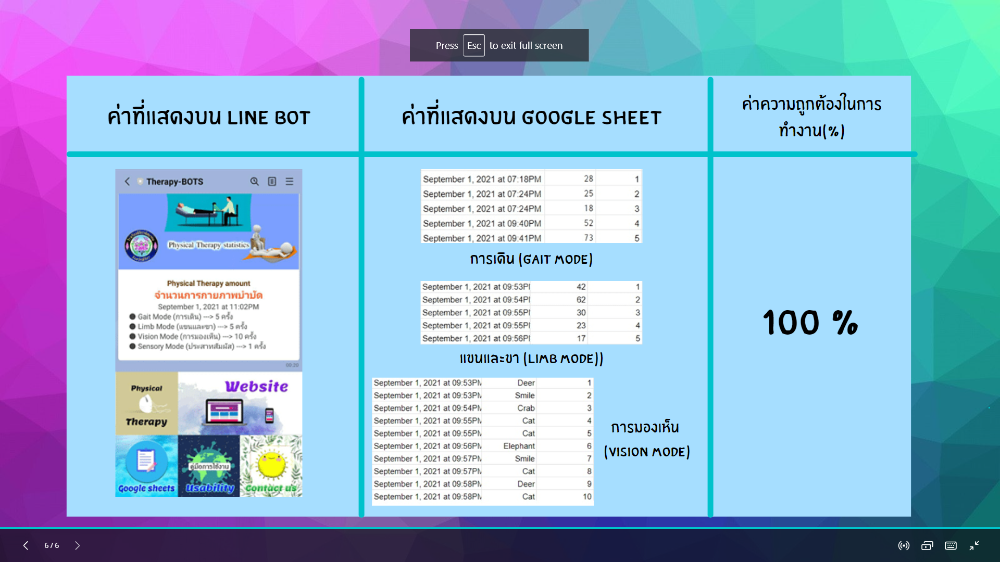 Press Esc to exit full screen
ค่าที่แสดงบน LINE BOT
ค่าที่แสดงบน GOOGLE SHEET
ค่าความถูกต้องในการ
ทำงาน(%)
Therapy-BOTS
Physical Therapy statistics
Physical Therapy amount
จำนวนการกายภาพบำบัด
September 1, 2021 at 11:02PM
● Gait Mode (การเดิน) ---> 5 ครั้ง
● Limb Mode (แขนและขา) ---> 5 ครั้ง
● Vision Mode (การมองเห็น) ---> 10 ครั้ง
● Sensory Mode (ประสาทสัมผัส) ---> 1 ครั้ง
00:20
Physical
Therapy
Website
Google sheets
คู่มือการใช้งาน
Usability
Contact us
September 1, 2021 at 07:18PM 28 1
September 1, 2021 at 07:24PM 25 2
September 1, 2021 at 07:24PM 18 3
September 1, 2021 at 09:40PM 52 4
September 1, 2021 at 09:41PM 73 5
การเดิน (GAIT MODE)
September 1, 2021 at 09:53PM 42 1
September 1, 2021 at 09:54PM 62 2
September 1, 2021 at 09:55PM 30 3
September 1, 2021 at 09:55PM 23 4
September 1, 2021 at 09:56PM 17 5
แขนและขา (LIMB MODE))
September 1, 2021 at 09:53PM Deer 1
September 1, 2021 at 09:53PM Smile 2
September 1, 2021 at 09:54PM Crab 3
September 1, 2021 at 09:55PM Cat 4
September 1, 2021 at 09:55PM Cat 5
September 1, 2021 at 09:56PM Elephant 6
September 1, 2021 at 09:57PM Smile 7
September 1, 2021 at 09:57PM Cat 8
September 1, 2021 at 09:58PM Deer 9
September 1, 2021 at 09:58PM Cat 10
การมองเห็น
(VISION MODE)
100 %
6/6